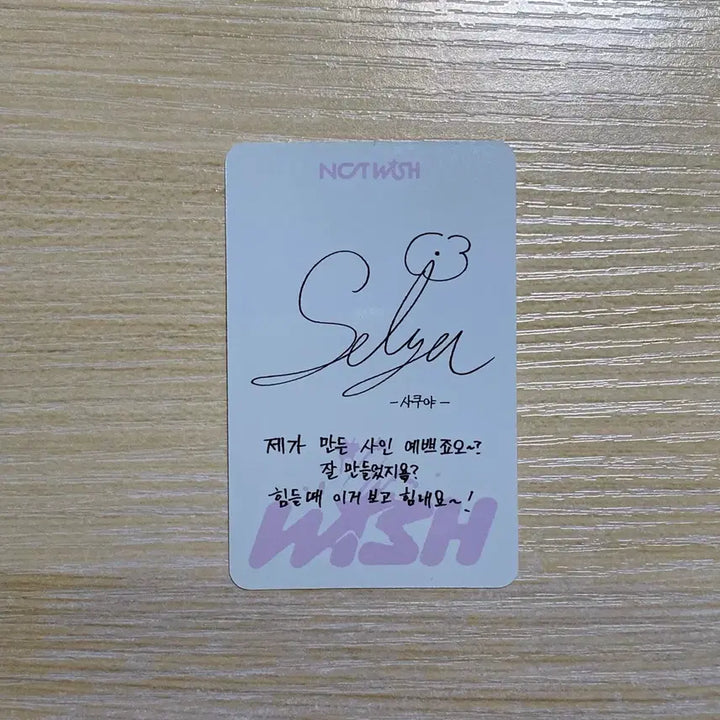 NCT WISH
Sakuya
-사쿠야-
제가 만든 사인 예쁘죠오~?
잘 만들었지욥?
힘들 때 이거 보고 힘내요~!
WISH